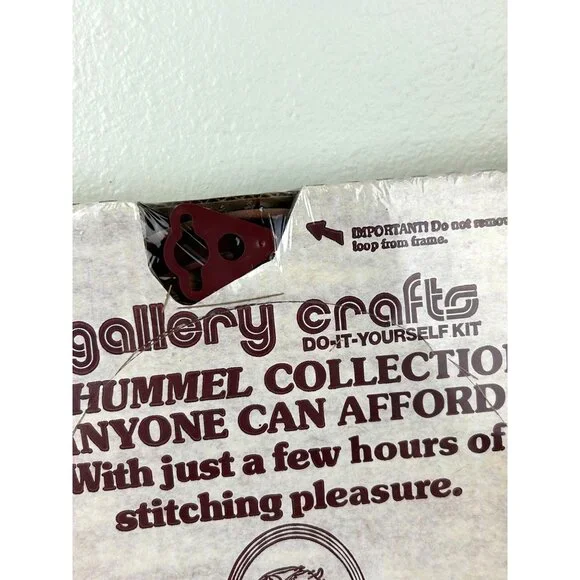 IMPORTANT! Do not remov
loop from frame.
gallery crafts
DO-IT-YOURSELF KIT
HUMMEL COLLECTIO
ANYONE CAN AFFORD
With just a few hours of
stitching pleasure.